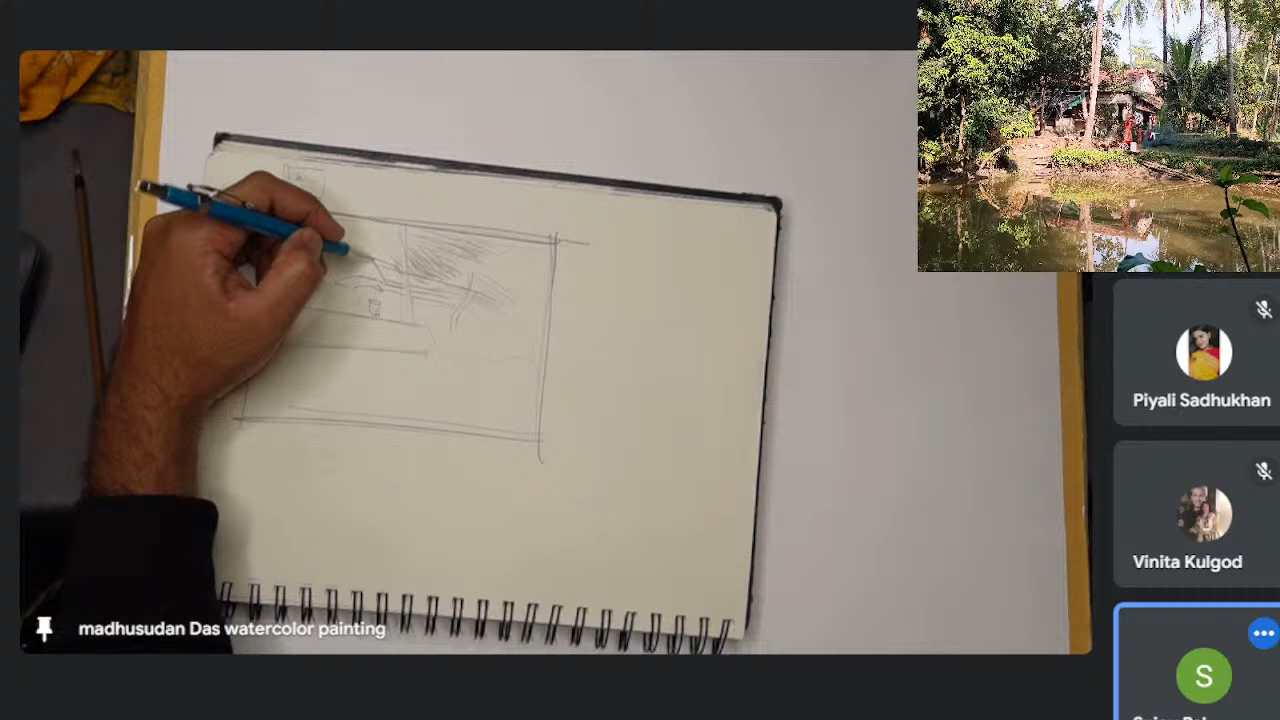 Piyali Sadhukhan
Vinita Kulgod
S
madhusudan Das watercolor painting